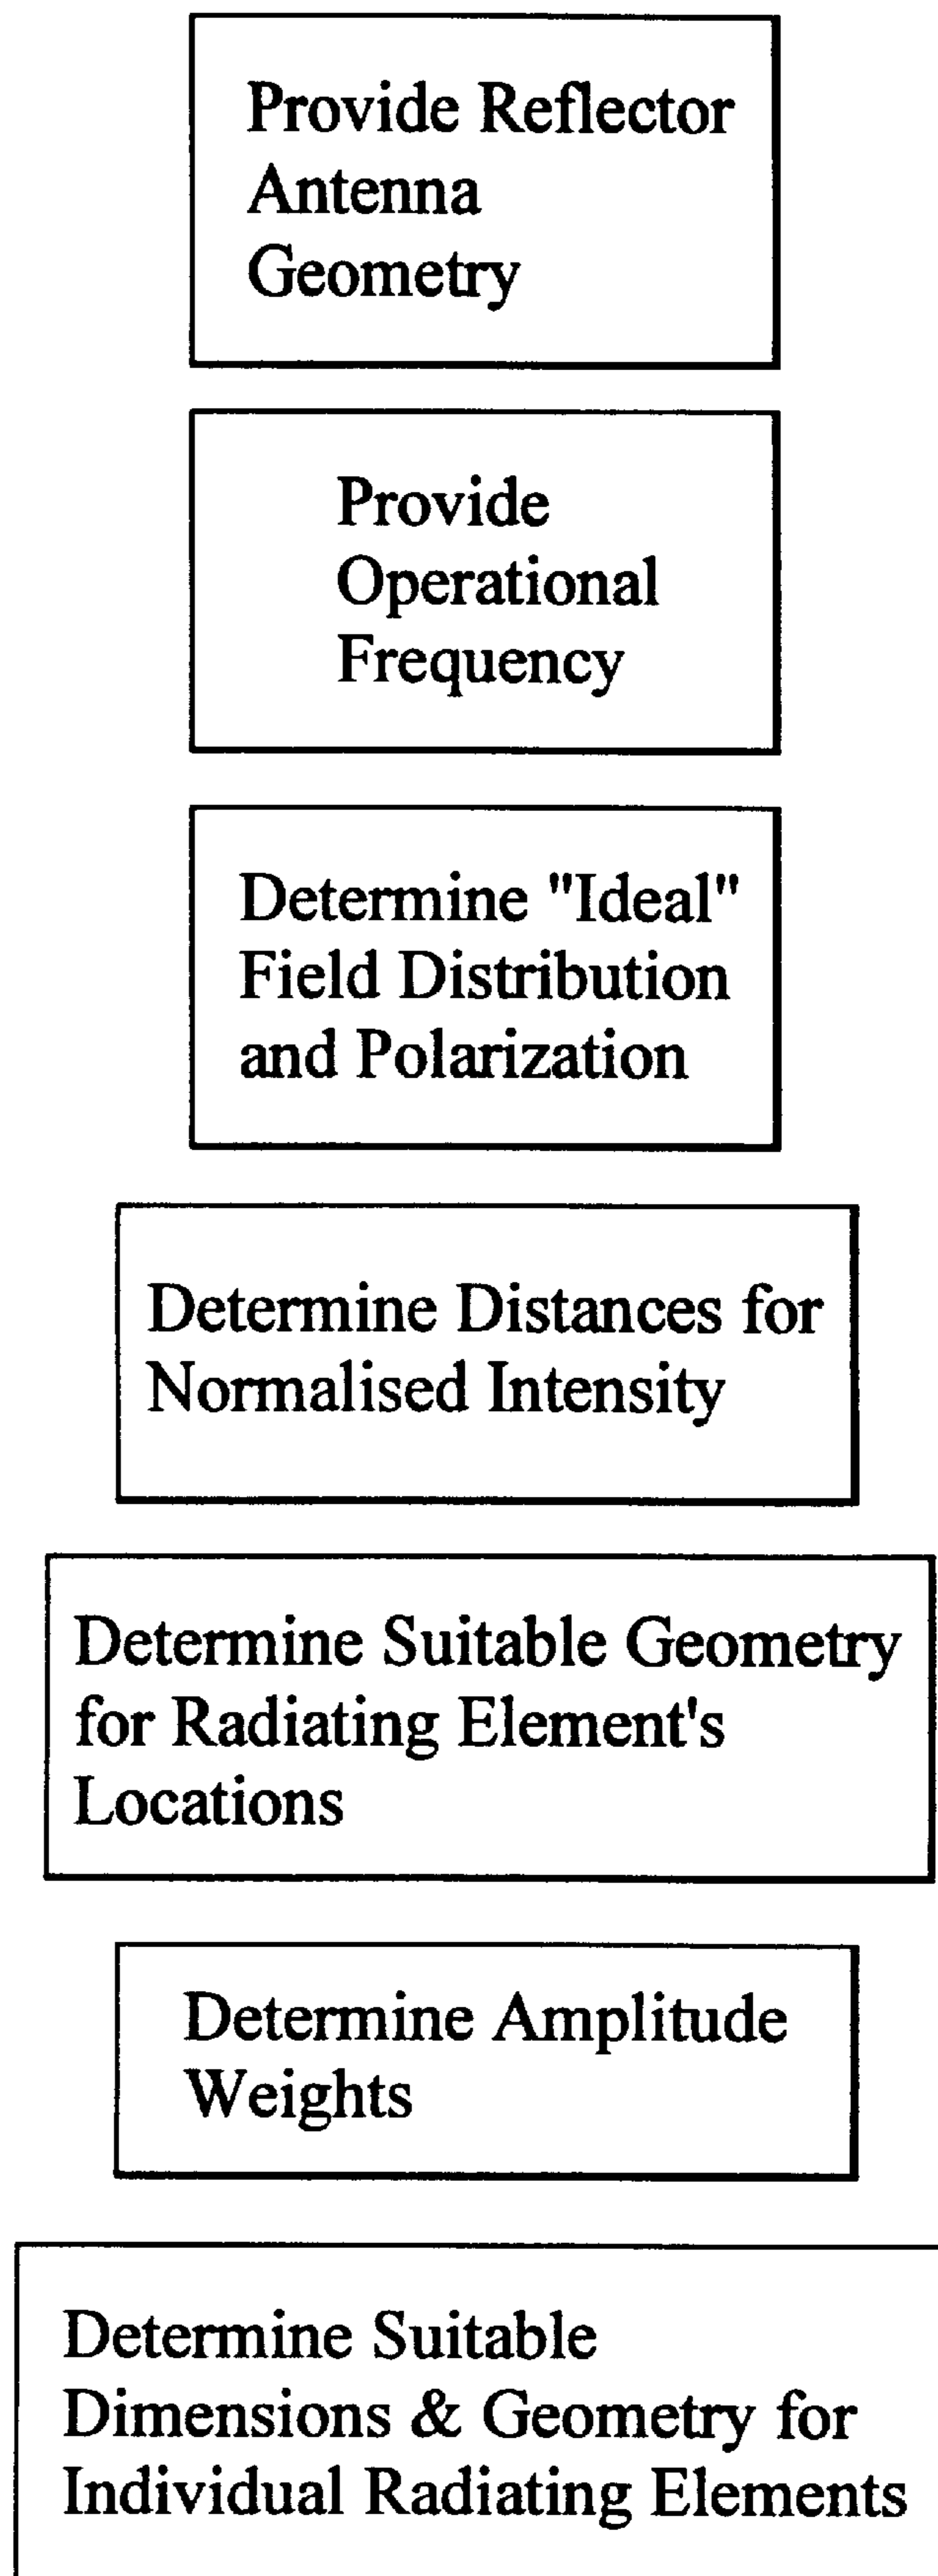 Provide Reflector
Antenna
Geometry
Provide
Operational
Frequency
Determine "Ideal"
Field Distribution
and Polarization
Determine Distances for
Normalised Intensity
Determine Suitable Geometry
for Radiating Element's
Locations
Determine Amplitude
Weights
Determine Suitable
Dimensions & Geometry for
Individual Radiating Elements